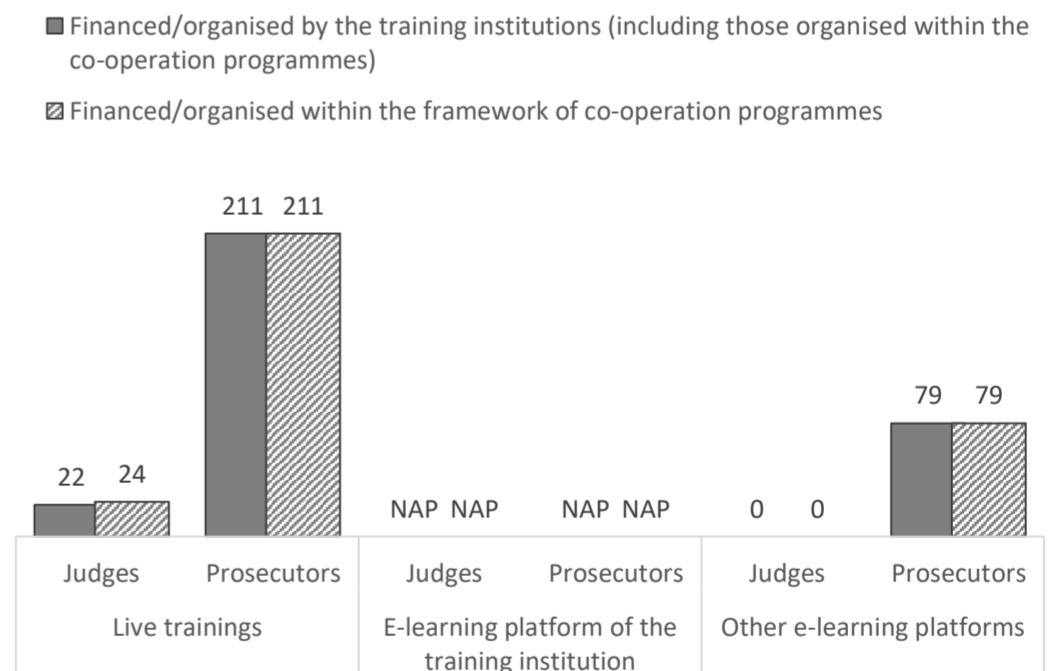 Financed/organised by the training institutions (including those organised within the
co-operation programmes)
Financed/organised within the framework of co-operation programmes
211 211
79 79
22 24
NAP NAP NAP NAP 0 0
Judges Prosecutors Judges Prosecutors Judges Prosecutors
Live trainings E-learning platform of the Other e-learning platforms
training institution